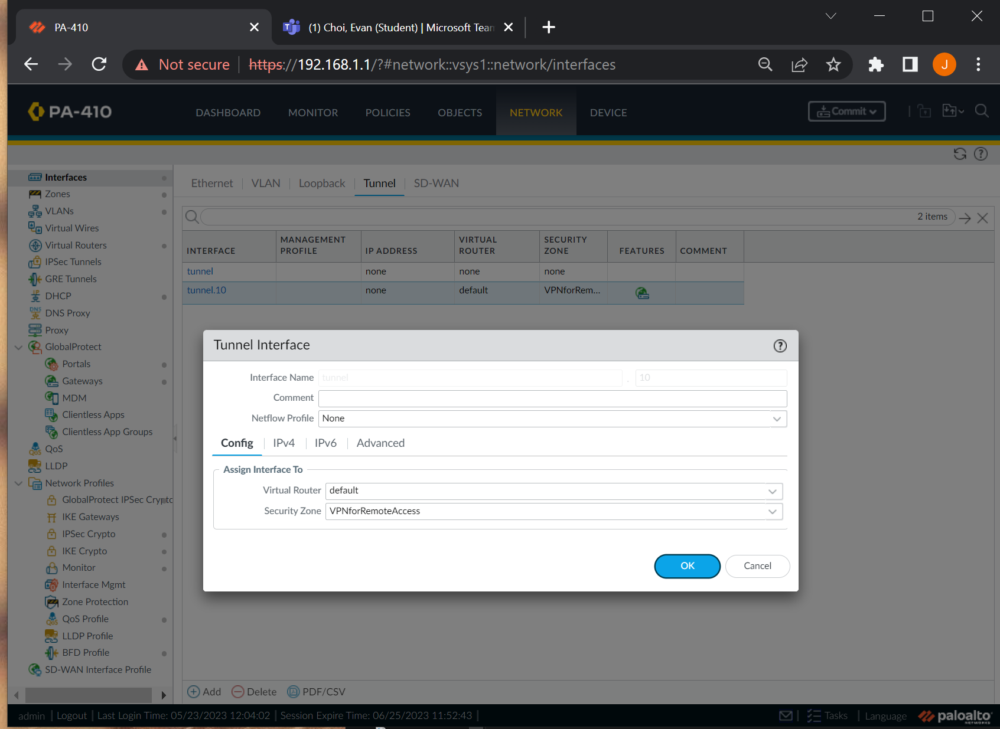 PA-410
(1) Choi, Evan (Student) | Microsoft Tean
Not secure https://192.168.1.1/?#network::vsys1::network/interfaces
J
PA-410
DASHBOARD MONITOR POLICIES OBJECTS NETWORK DEVICE
Commit
Interfaces
Zones
VLANs
Virtual Wires
Virtual Routers
IPSec Tunnels
GRE Tunnels
DHCP
DNS Proxy
Proxy
GlobalProtect
Portals
Gateways
MDM
Clientless Apps
Clientless App Groups
QoS
LLDP
Network Profiles
GlobalProtect IPSec Crypto
IKE Gateways
IPSec Crypto
IKE Crypto
Monitor
Interface Mgmt
Zone Protection
QoS Profile
LLDP Profile
BFD Profile
SD-WAN Interface Profile
Ethernet VLAN Loopback Tunnel SD-WAN
2 items
INTERFACE MANAGEMENT PROFILE IP ADDRESS VIRTUAL ROUTER SECURITY ZONE FEATURES COMMENT
tunnel none none none
tunnel.10 none default VPNforRem...
Tunnel Interface
Interface Name tunnel . 10
Comment
Netflow Profile None
Config IPv4 IPv6 Advanced
Assign Interface To
Virtual Router default
Security Zone VPNforRemoteAccess
OK Cancel
Add Delete PDF/CSV
admin | Logout | Last Login Time: 05/23/2023 12:04:02 | Session Expire Time: 06/25/2023 11:52:43 |
Tasks | Language paloalto NETWORKS